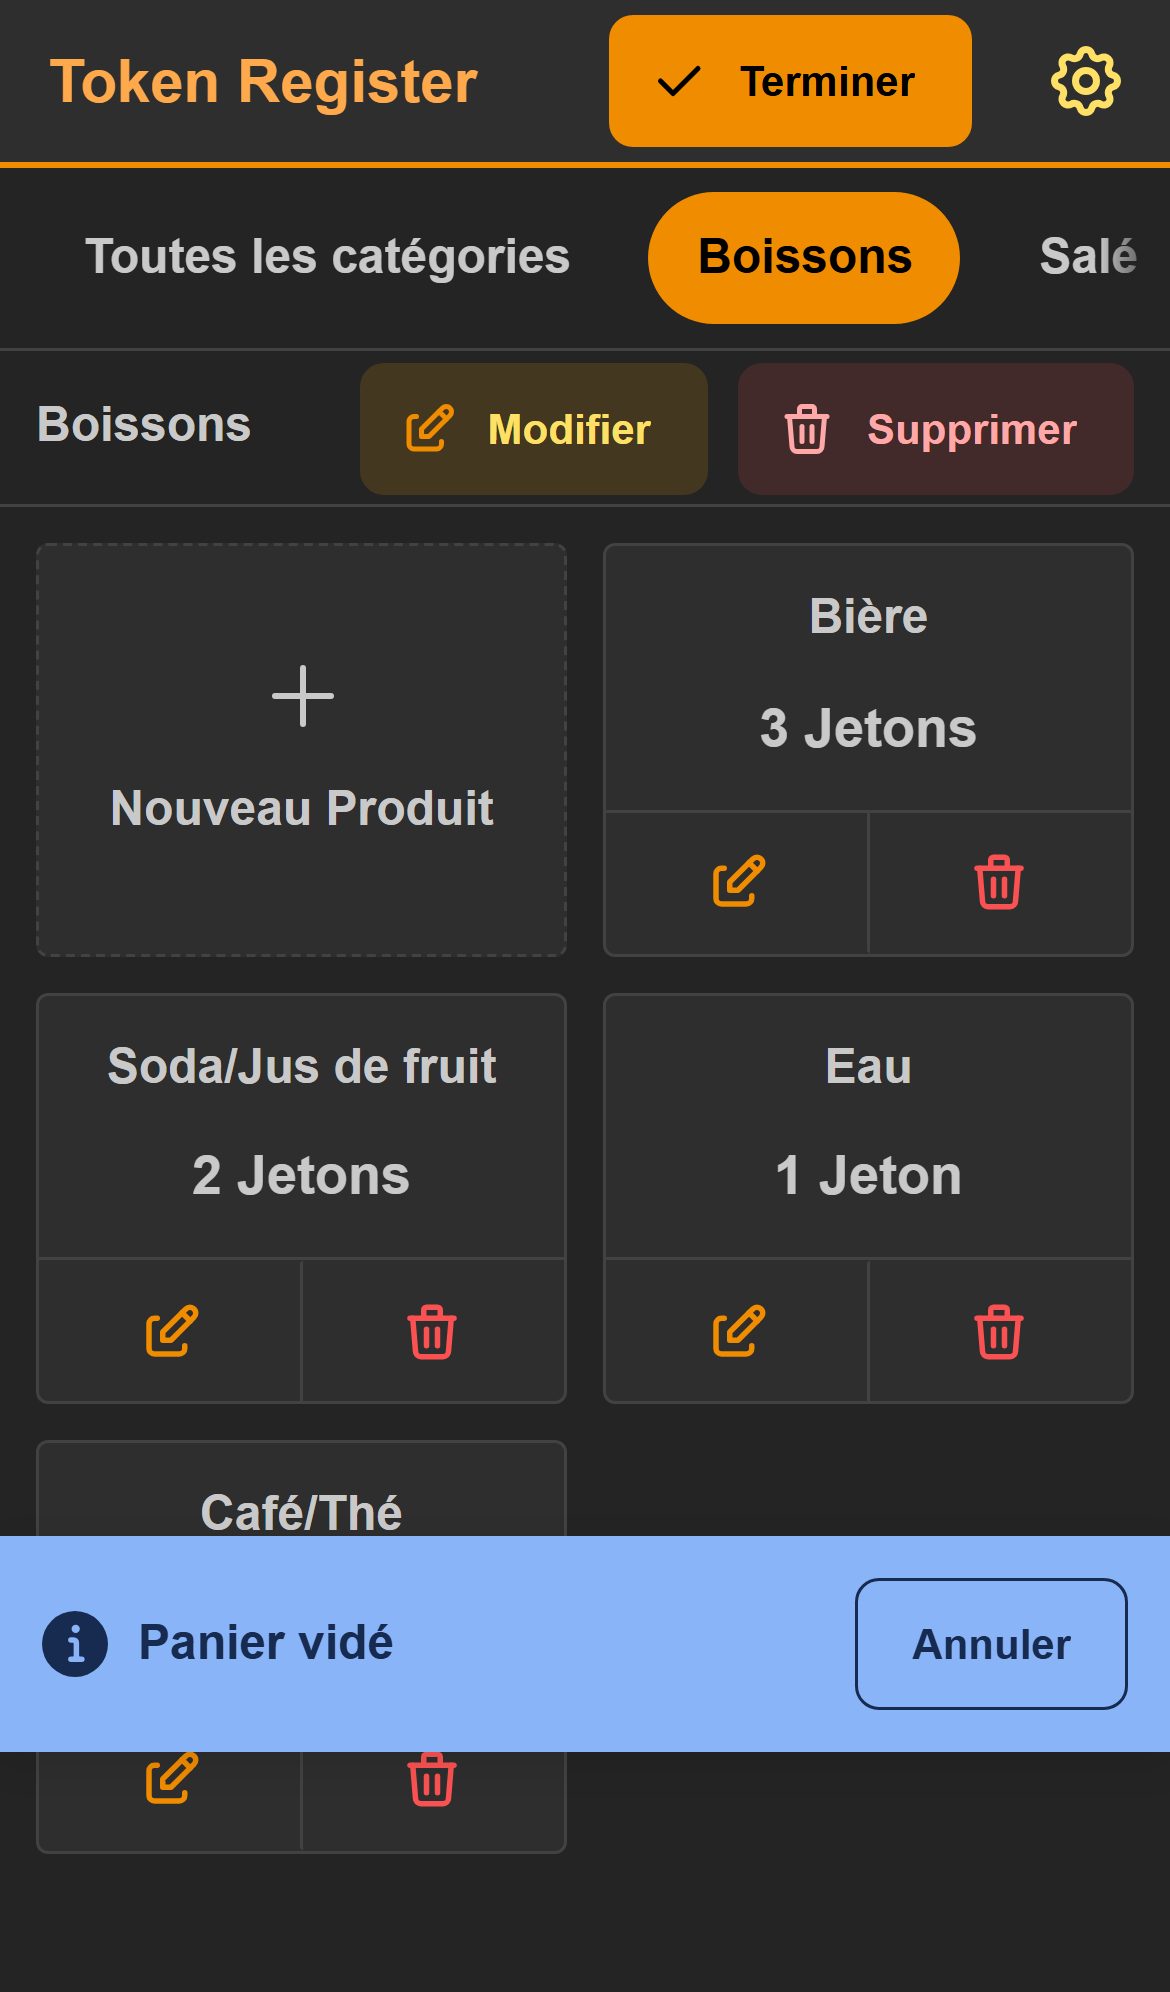 Token Register
Terminer
Toutes les catégories
Boissons
Salé
Boissons
Modifier
Supprimer
Nouveau Produit
Bière
3 Jetons
Soda/Jus de fruit
2 Jetons
Eau
1 Jeton
Café/Thé
Panier vidé
Annuler